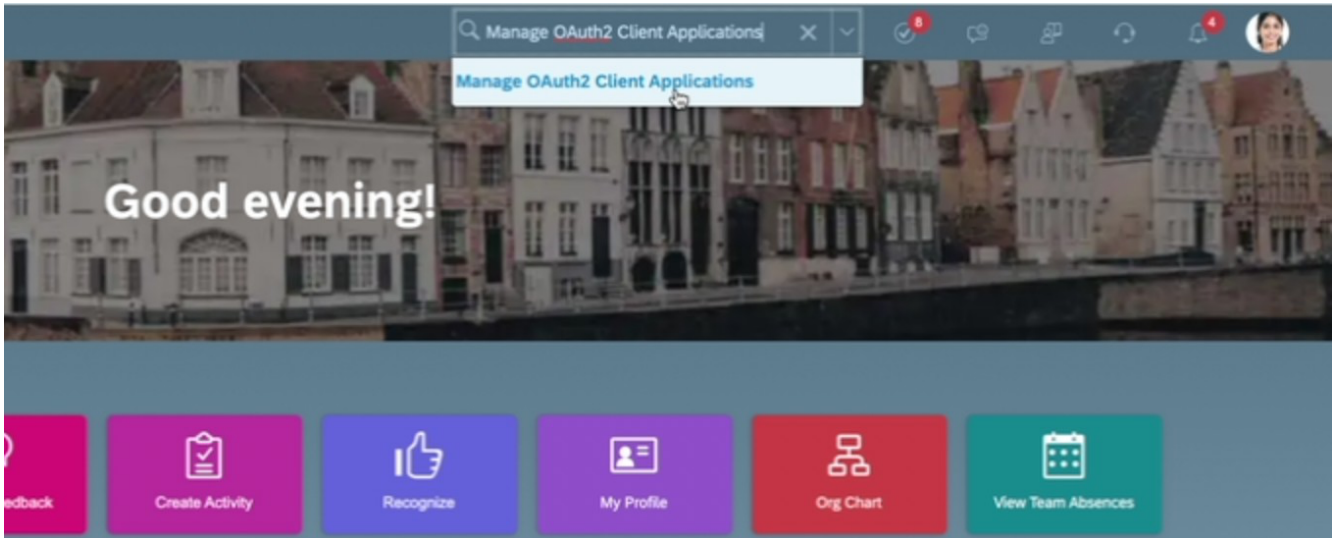 Manage OAuth2 Client Applications
8
4
Manage OAuth2 Client Applications
Good evening!
edback
Create Activity
Recognize
My Profile
Org Chart
View Team Absences